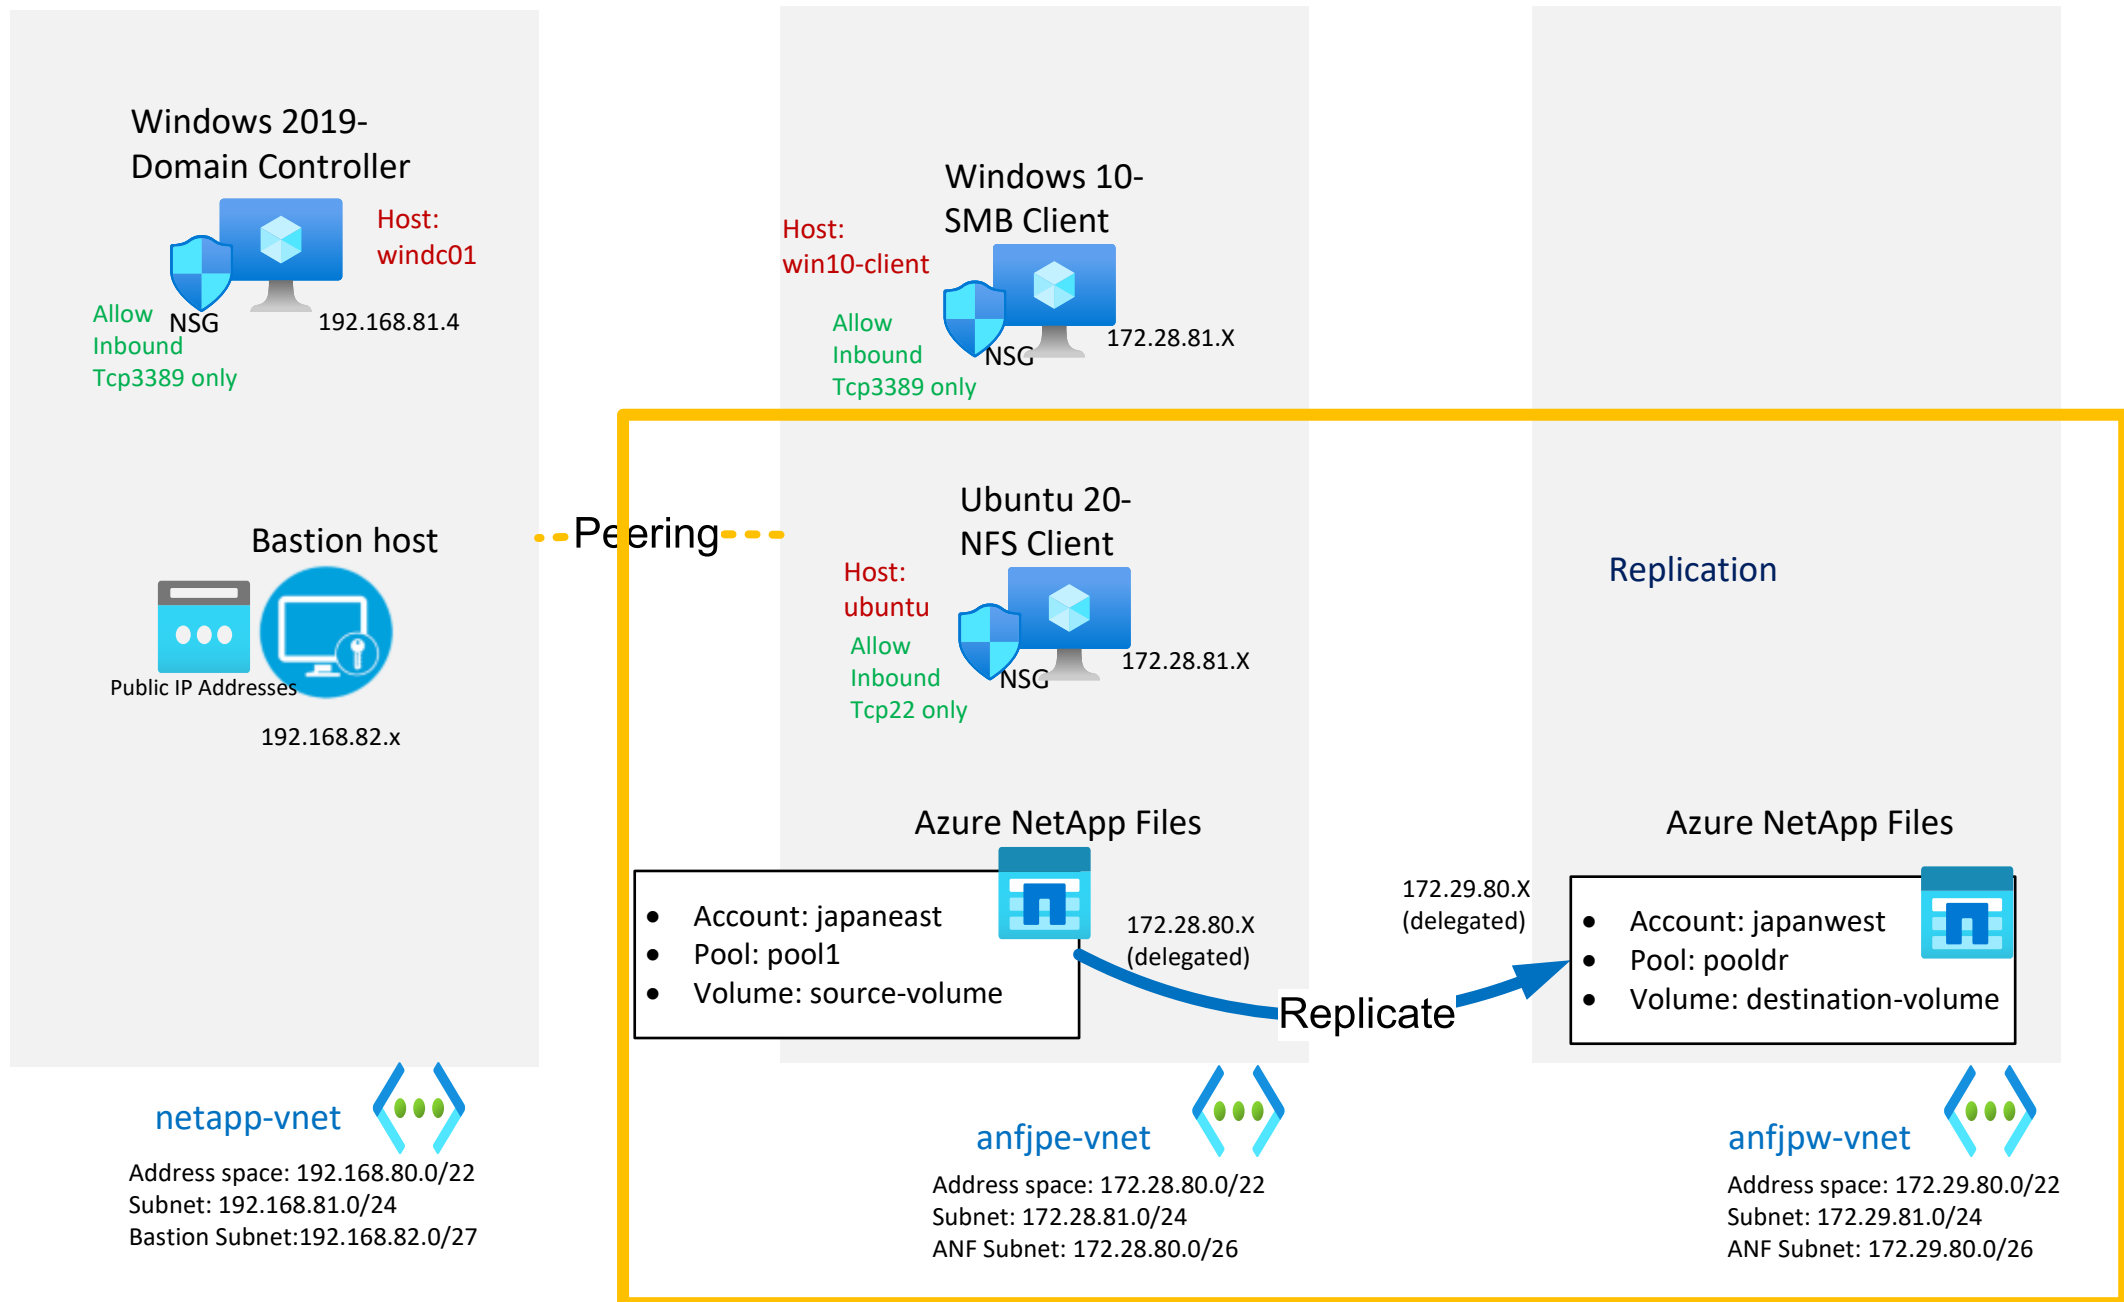 Windows 2019-
Domain Controller
Host:
windc01
Allow
Inbound
Tcp3389 only
NSG
192.168.81.4
Bastion host
Public IP Addresses
192.168.82.x
netapp-vnet
Address space: 192.168.80.0/22
Subnet: 192.168.81.0/24
Bastion Subnet:192.168.82.0/27
Peering
Windows 10-
SMB Client
Host:
win10-client
Allow
Inbound
Tcp3389 only
NSG
172.28.81.X
Ubuntu 20-
NFS Client
Host:
ubuntu
Allow
Inbound
Tcp22 only
NSG
172.28.81.X
Azure NetApp Files
• Account: japaneast
• Pool: pool1
• Volume: source-volume
172.28.80.X
(delegated)
Replicate
anfjpe-vnet
Address space: 172.28.80.0/22
Subnet: 172.28.81.0/24
ANF Subnet: 172.28.80.0/26
Replication
Azure NetApp Files
172.29.80.X
(delegated)
• Account: japanwest
• Pool: pooldr
• Volume: destination-volume
anfjpw-vnet
Address space: 172.29.80.0/22
Subnet: 172.29.81.0/24
ANF Subnet: 172.29.80.0/26